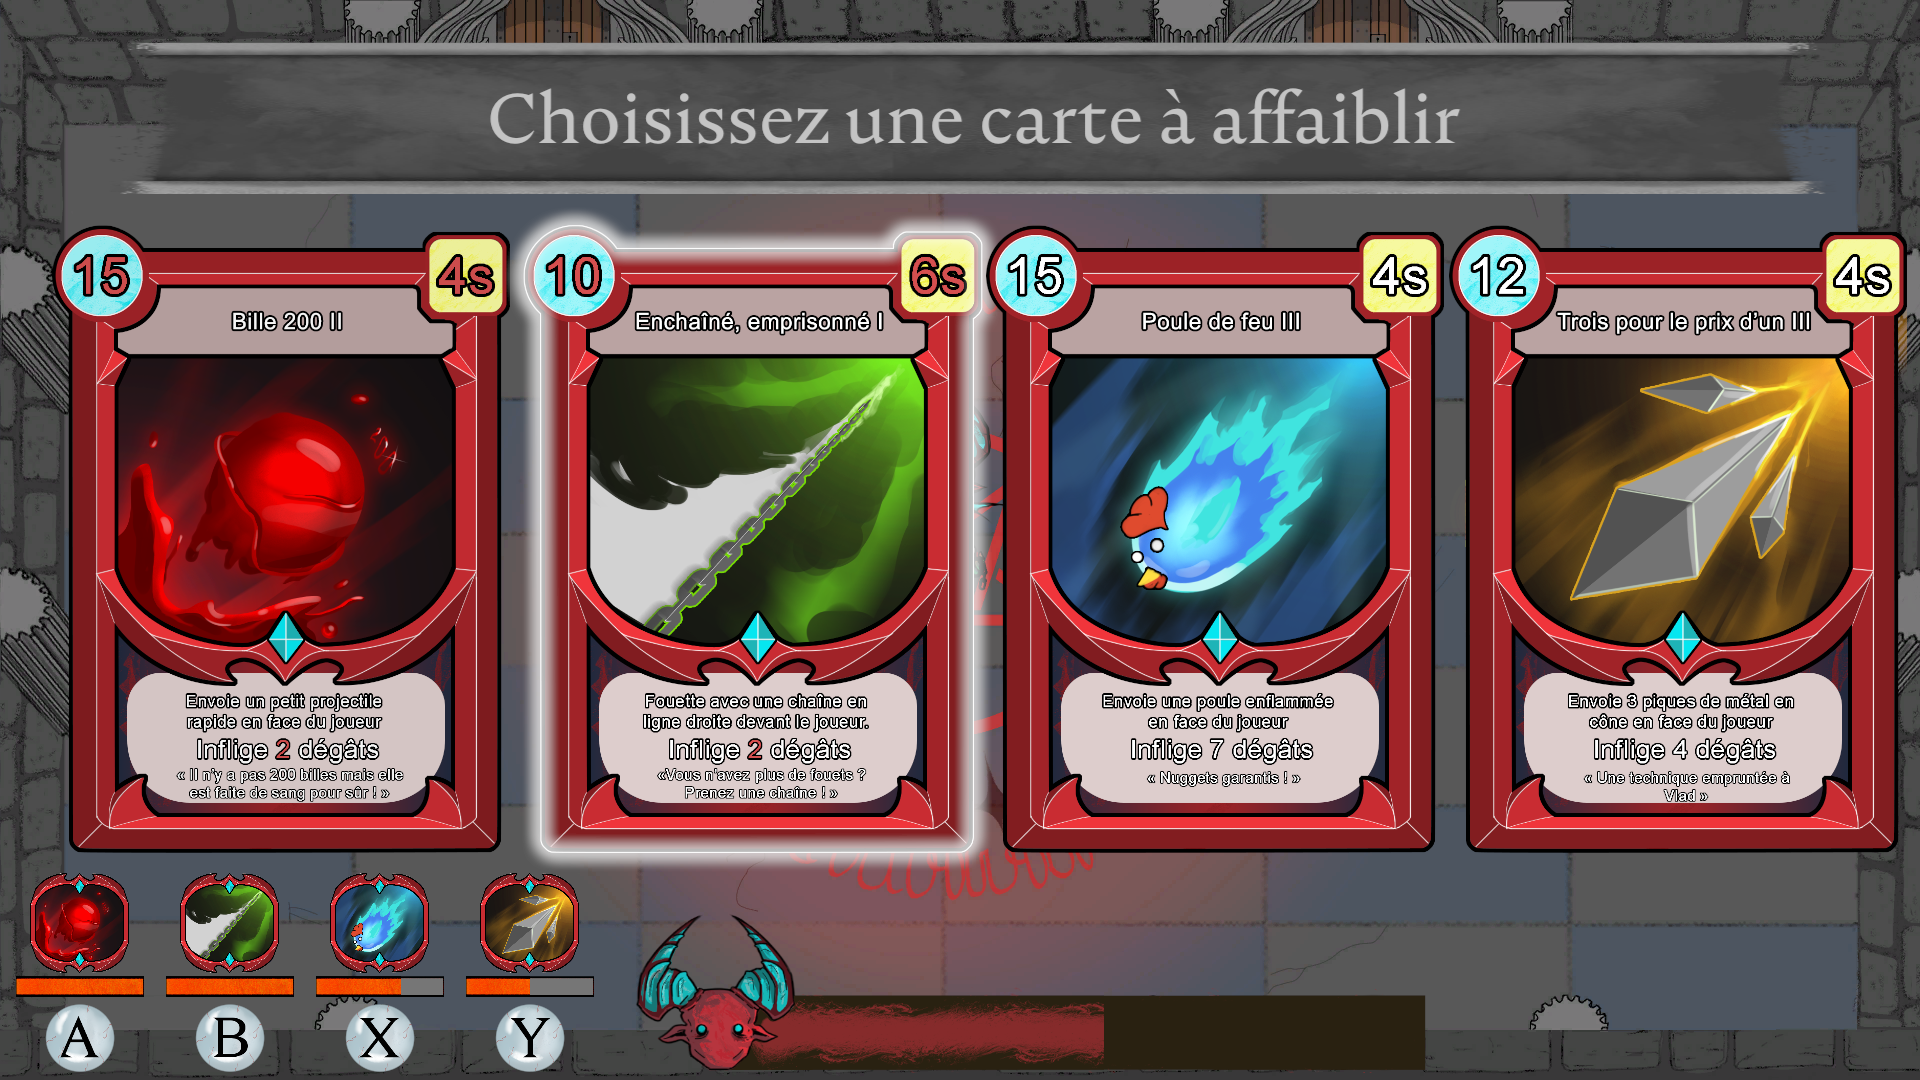 Choisissez une carte à affaiblir
15
4s
Bille 200 II
Envoie un petit projectile
rapide en face du joueur
Inflige 2 dégâts
« Il n'y a pas 200 billes mais elle
est faite de sang pour sûr ! »
10
6s
Enchaîné, emprisonné I
Fouette avec une chaîne en
ligne droite devant le joueur.
Inflige 2 dégâts
«Vous n'avez plus de fouets ?
Prenez une chaîne ! »
15
4s
Poule de feu III
Envoie une poule enflammée
en face du joueur
Inflige 7 dégâts
« Nuggets garantis ! »
12
4s
Trois pour le prix d'un III
Envoie 3 piques de métal en
cône en face du joueur
Inflige 4 dégâts
« Une technique empruntée à
Vlad »
A
B
X
Y